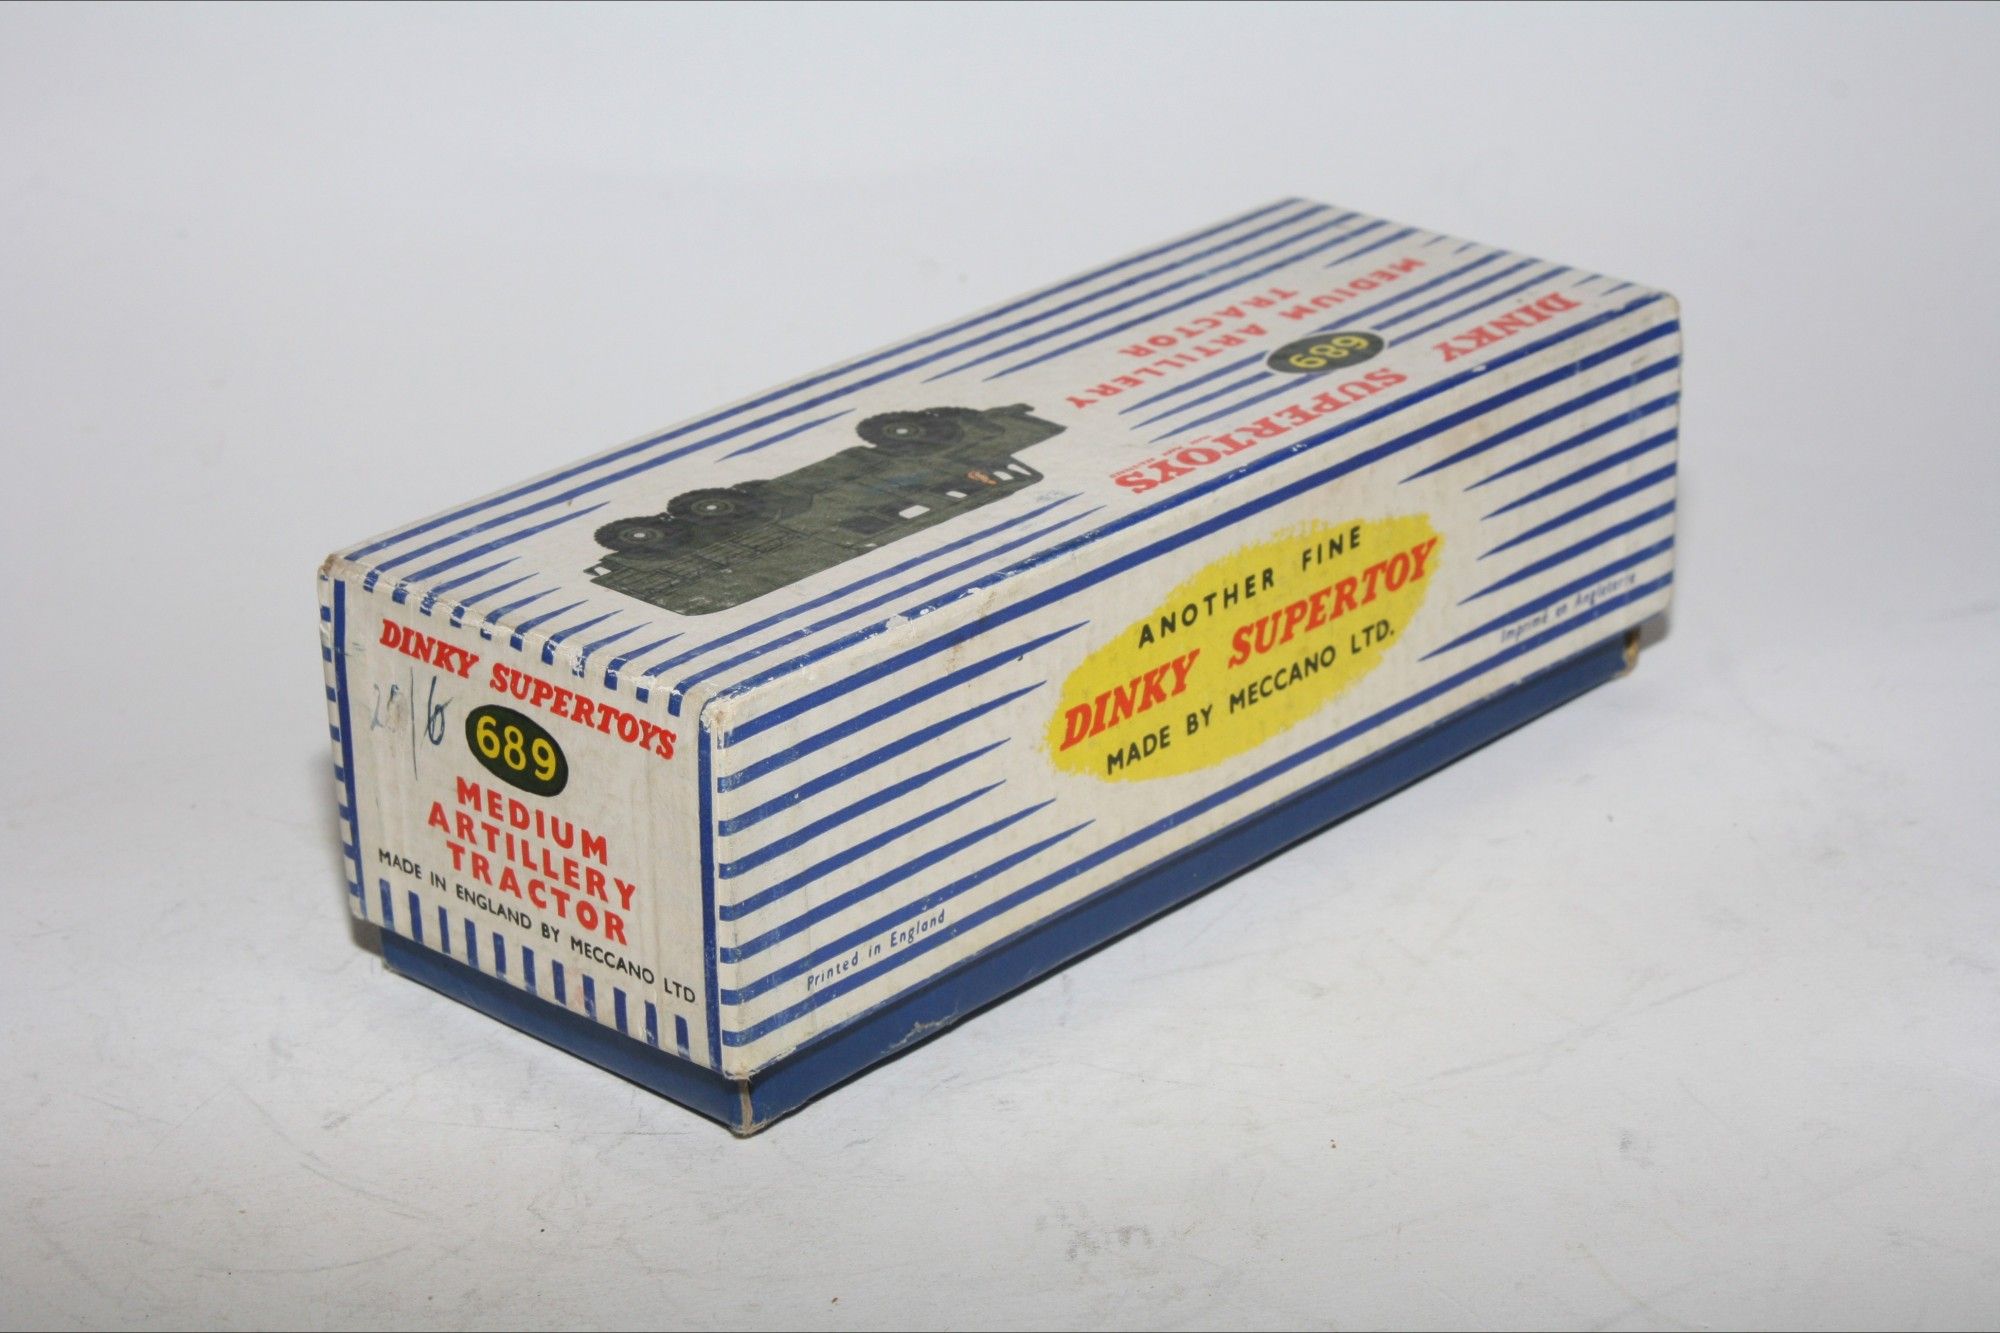 DINKY SUPERTOYS
689
MEDIUM ARTILLERY
TRACTOR
ANOTHER FINE
DINKY SUPERTOY
MADE BY MECCANO LTD.
Printed in England
Imprimé en Angleterre
DINKY SUPERTOYS
689
MEDIUM
ARTILLERY
TRACTOR
MADE IN ENGLAND BY MECCANO LTD